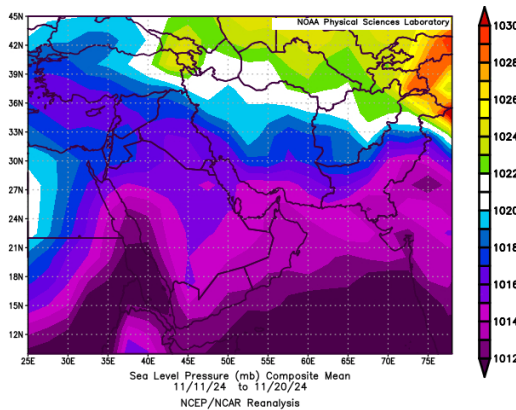 NOAA Physical Sciences Laboratory
45N
42N
39N
36N
33N
30N
27N
24N
21N
18N
15N
12N
25E 30E 35E 40E 45E 50E 55E 60E 65E 70E 75E
1030
1028
1026
1024
1022
1020
1018
1016
1014
1012
Sea Level Pressure (mb) Composite Mean
11/11/24 to 11/20/24
NCEP/NCAR Reanalysis